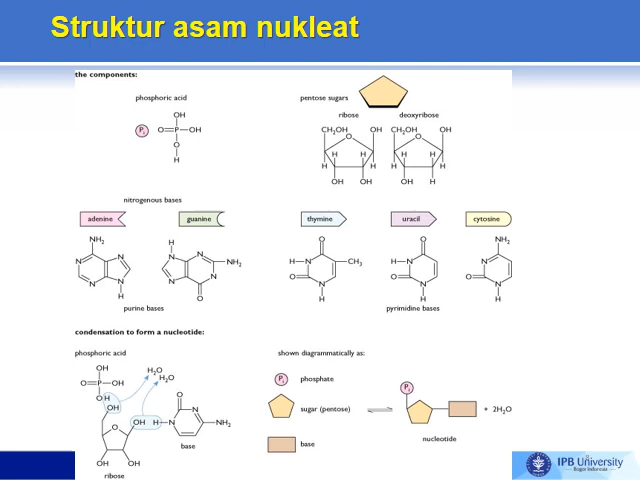 Struktur asam nukleat
the components:
phosphoric acid
pentose sugars
ribose
deoxyribose
Pi
OH
O=P—OH
O
H
CH2OH
OH
CH2OH
OH
O
O
H
H
H
H
H
H
H
H
OH
OH
OH
H
nitrogenous bases
adenine
guanine
thymine
uracil
cytosine
NH2
N
N
N
N
H
H
N
N
N
N
NH2
O
O
H—N
CH3
O
N
H
O
H—N
O
N
H
NH2
N
O
N
H
purine bases
pyrimidine bases
condensation to form a nucleotide:
phosphoric acid
shown diagrammatically as:
OH
O=P—OH
OH
OH
H2O
H2O
O
OH
H—N
O
N
NH2
base
OH
OH
ribose
Pi
phosphate
sugar (pentose)
base
Pi
+ 2H2O
nucleotide
IPB University
Bogor Indonesia